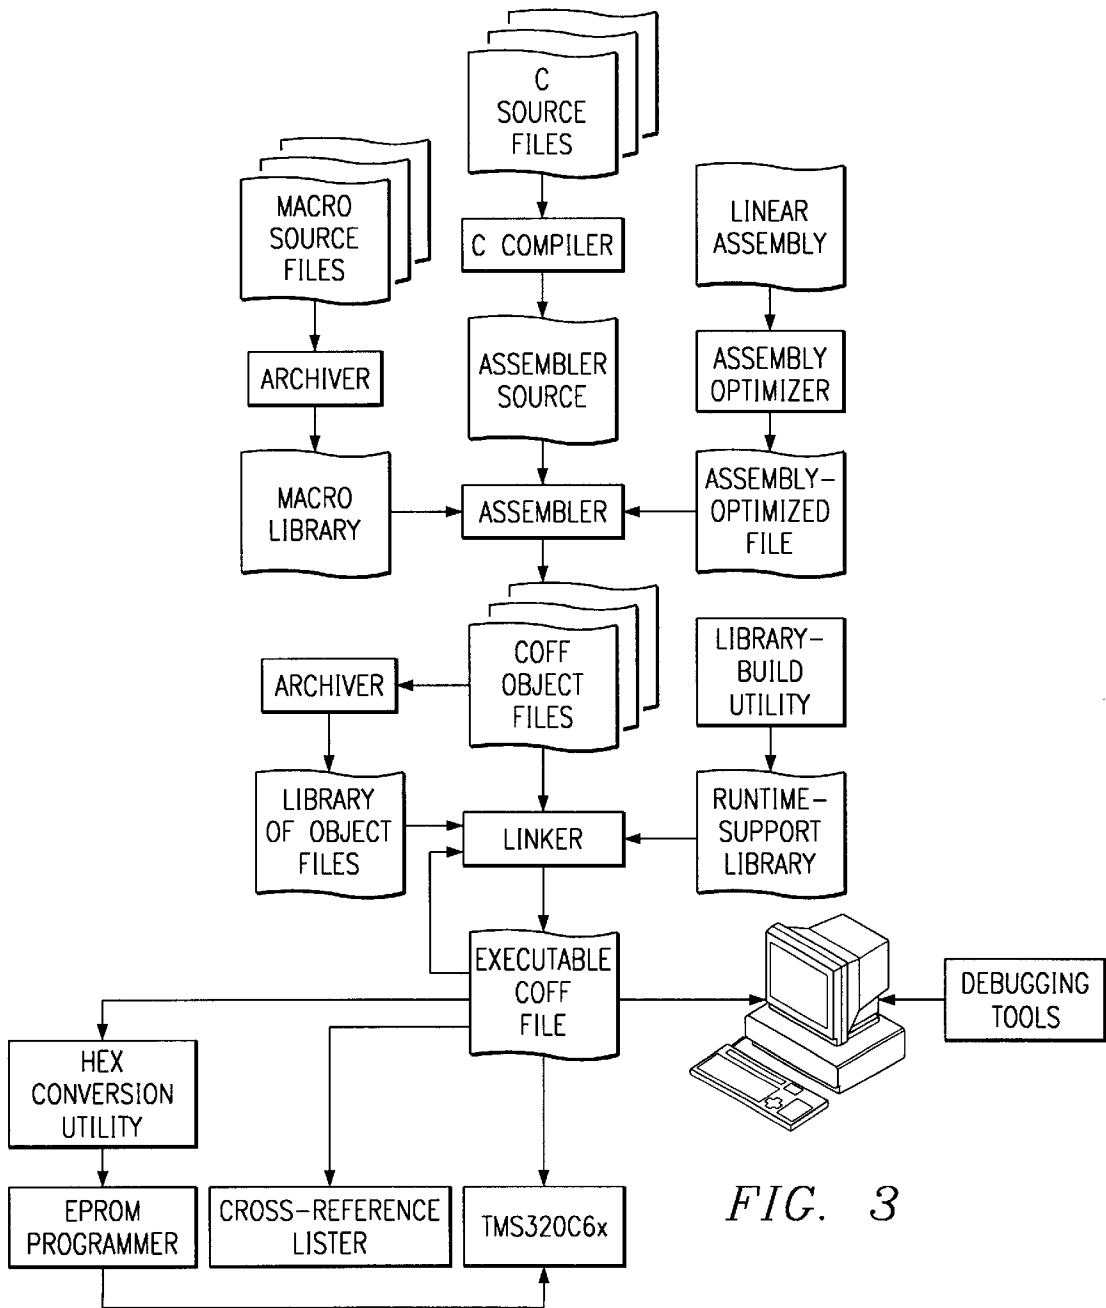 C
SOURCE
FILES
MACRO
SOURCE
FILES
C COMPILER
LINEAR
ASSEMBLY
ARCHIVER
ASSEMBLER
SOURCE
ASSEMBLY
OPTIMIZER
MACRO
LIBRARY
ASSEMBLER
ASSEMBLY-
OPTIMIZED
FILE
ARCHIVER
COFF
OBJECT
FILES
LIBRARY-
BUILD
UTILITY
LIBRARY
OF OBJECT
FILES
LINKER
RUNTIME-
SUPPORT
LIBRARY
EXECUTABLE
COFF
FILE
DEBUGGING
TOOLS
HEX
CONVERSION
UTILITY
EPROM
PROGRAMMER
CROSS-REFERENCE
LISTER
TMS320C6x
FIG. 3